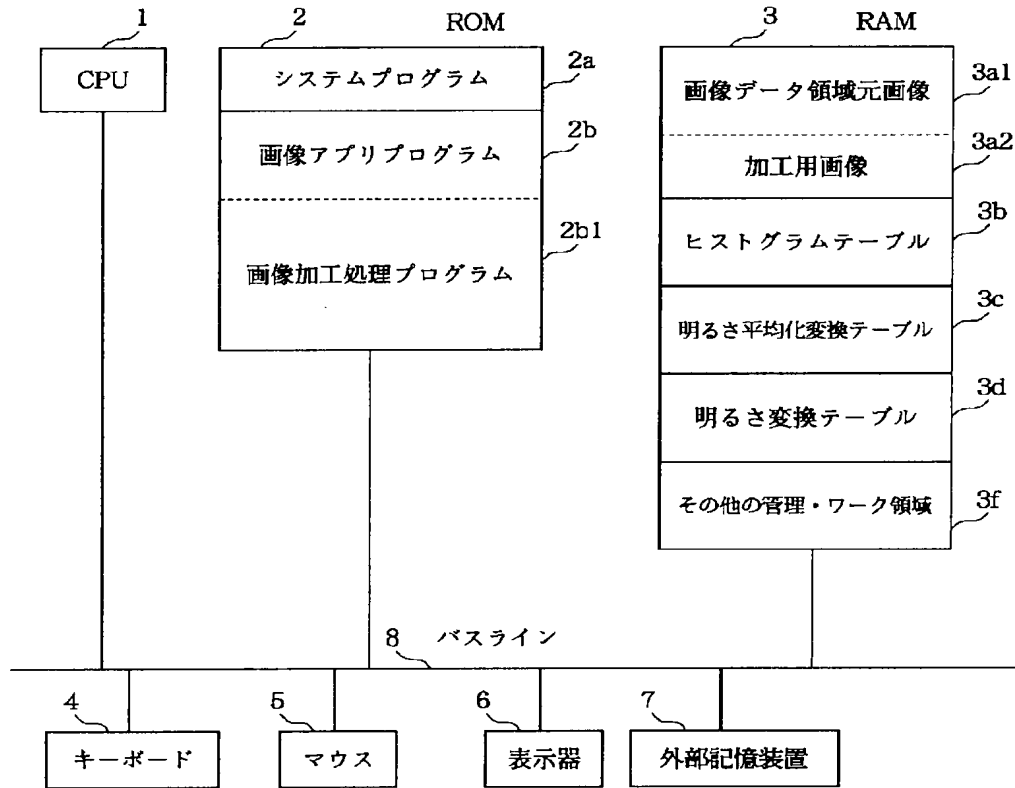 1
CPU
2
ROM
システムプログラム
2a
画像アプリプログラム
2b
画像加工処理プログラム
2b1
3
RAM
画像データ領域元画像
3a1
加工用画像
3a2
ヒストグラムテーブル
3b
明るさ平均化変換テーブル
3c
明るさ変換テーブル
3d
その他の管理・ワーク領域
3f
8
バスライン
4
キーボード
5
マウス
6
表示器
7
外部記憶装置